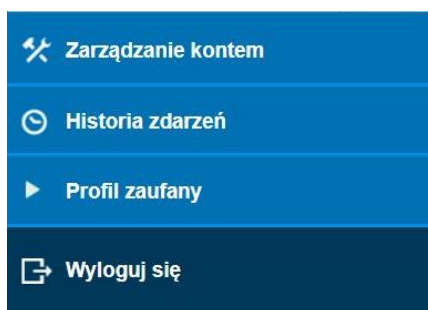 Zarządzanie kontem
Historia zdarzeń
Profil zaufany
Wyloguj się